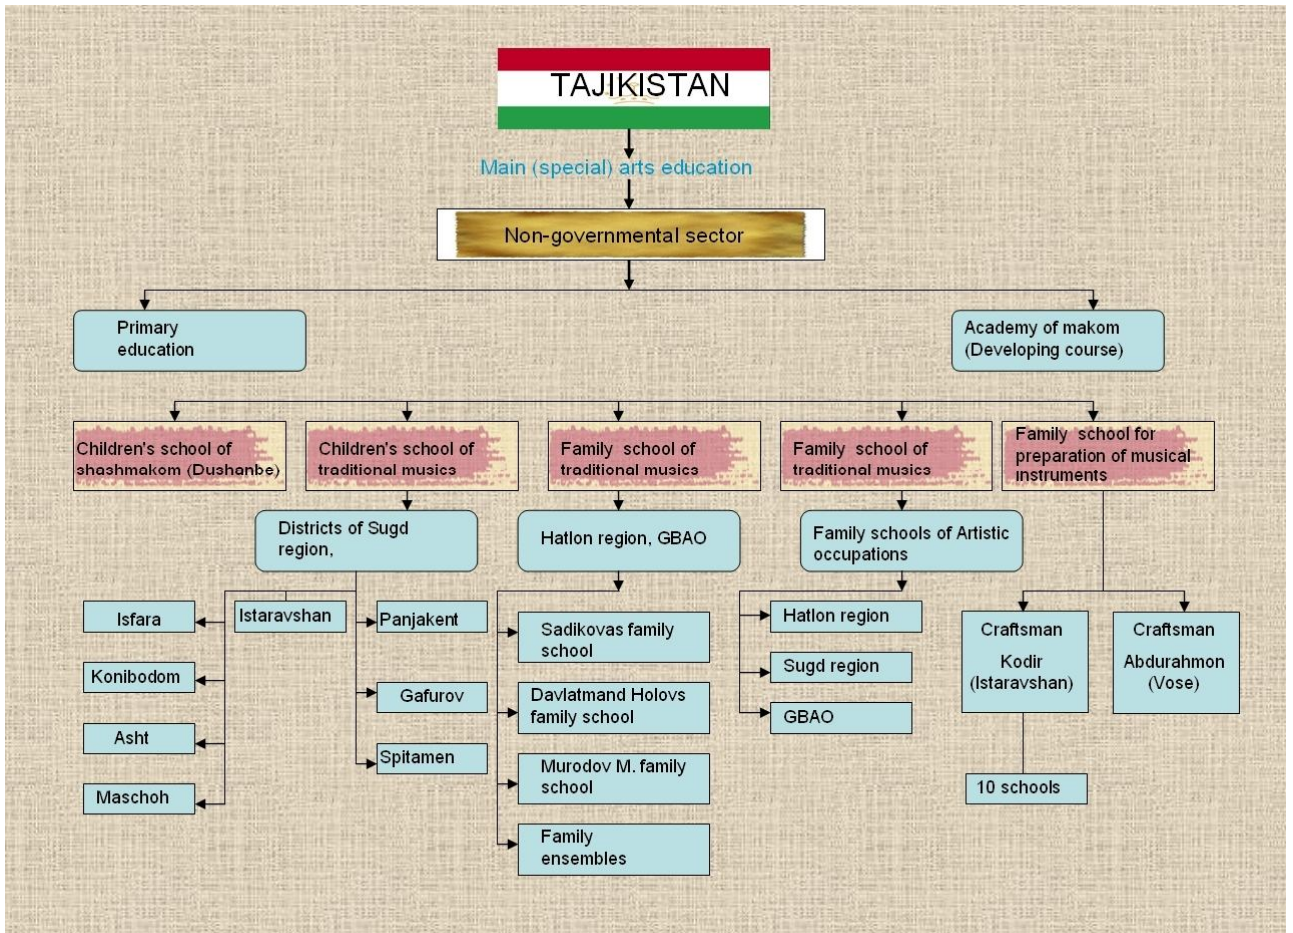 TAJIKISTAN
Main (special) arts education
Non-governmental sector
Primary
education
Academy of makom
(Developing course)
Children's school of
shashmakom (Dushanbe)
Children's school of
traditional musics
Family school of
traditional musics
Family school of
traditional musics
Family school for
preparation of musical
instruments
Districts of Sugd
region,
Hatlon region, GBAO
Family schools of Artistic
occupations
Isfara
Konibodom
Asht
Maschoh
Istaravshan
Panjakent
Gafurov
Spitamen
Sadikovas family
school
Davlatmand Holovs
family school
Murodov M. family
school
Family
ensembles
Hatlon region
Sugd region
GBAO
Craftsman
Kodir
(Istaravshan)
10 schools
Craftsman
Abdurahmon
(Vose)